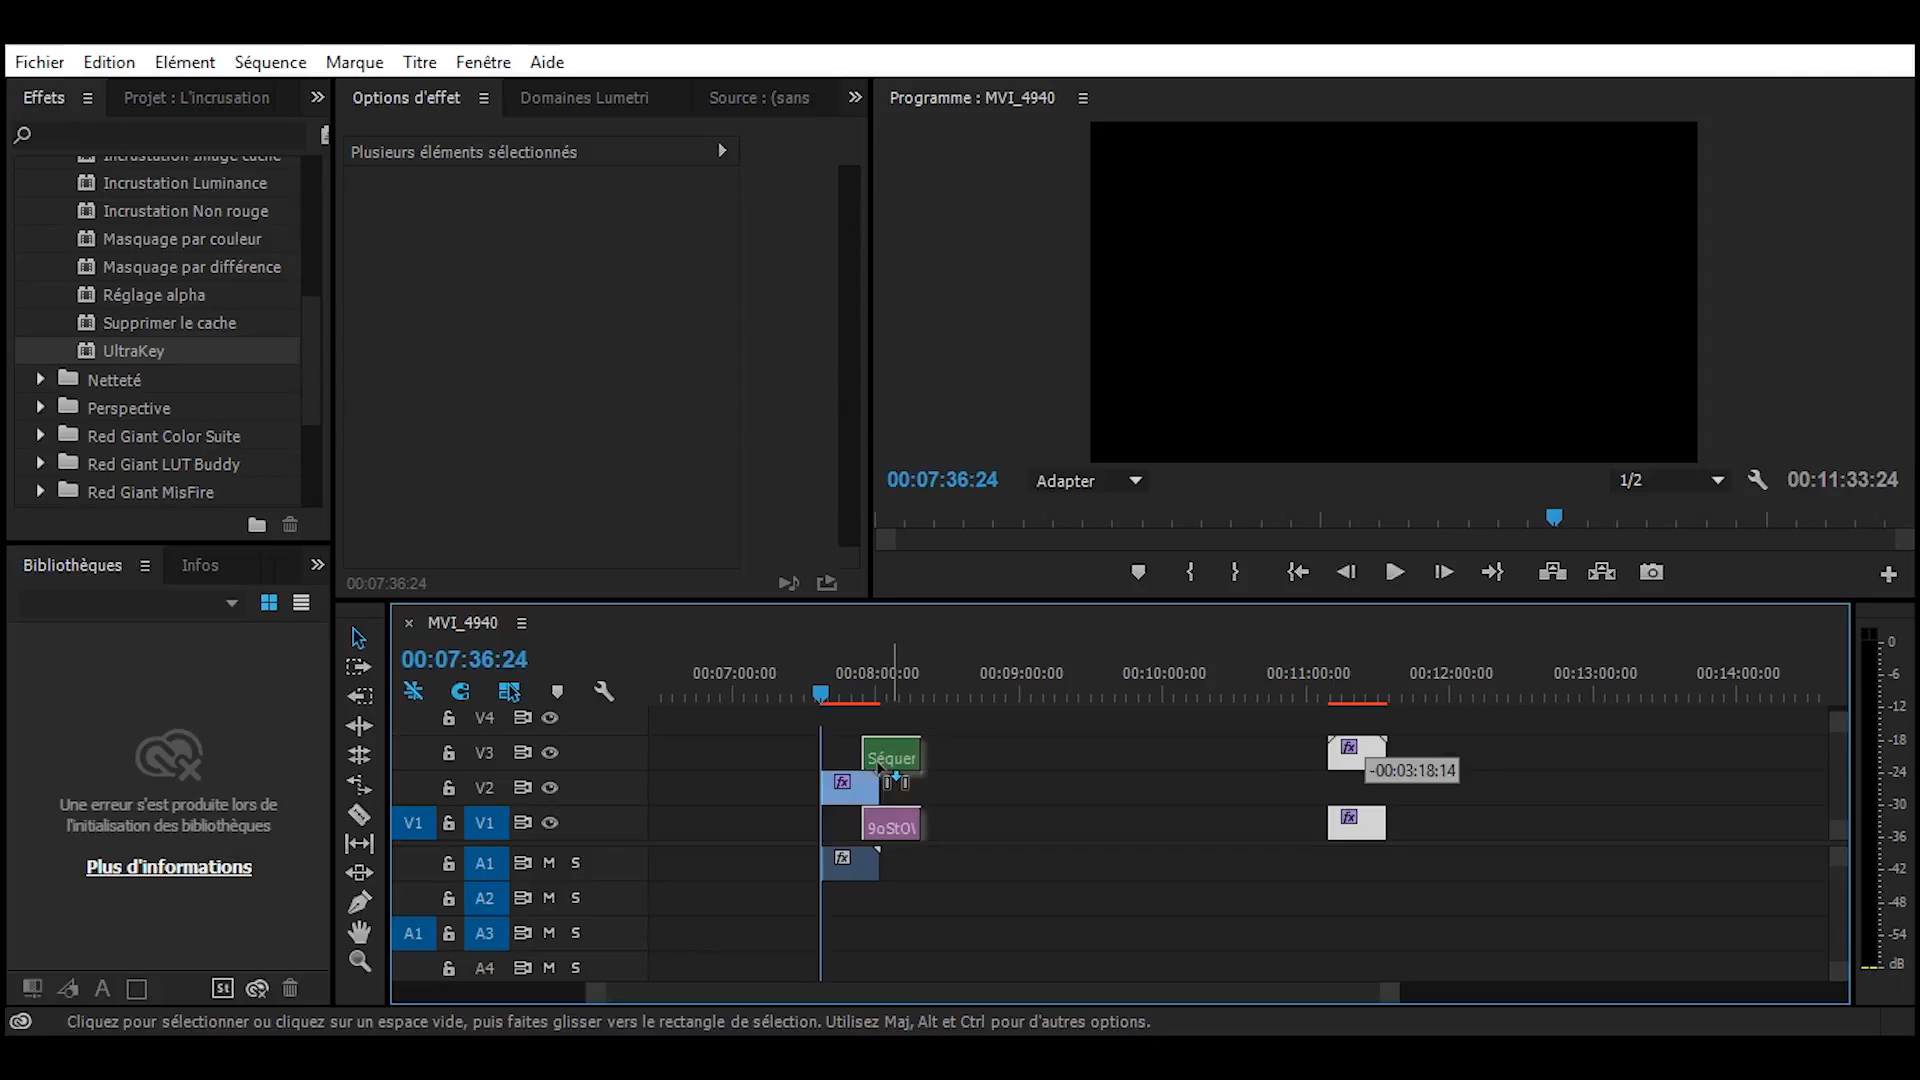 Fichier Edition Elément Séquence Marque Titre Fenêtre Aide
Effets Projet : L'incrusation
Incrustation Image cache
Incrustation Luminance
Incrustation Non rouge
Masquage par couleur
Masquage par différence
Réglage alpha
Supprimer le cache
UltraKey
Netteté
Perspective
Red Giant Color Suite
Red Giant LUT Buddy
Red Giant MisFire
Options d'effet Domaines Lumetri Source : (sans
Plusieurs éléments sélectionnés
00:07:36:24
Programme : MVI_4940
00:07:36:24 Adapter 1/2 00:11:33:24
Bibliothèques Infos
Une erreur s'est produite lors de
l'initialisation des bibliothèques
Plus d'informations
St
MVI_4940
00:07:36:24
00:07:00:00 00:08:00:00 00:09:00:00 00:10:00:00 00:11:00:00 00:12:00:00 00:13:00:00 00:14:00:00
V4
V3 Séquer fx
-00:03:18:14
V2 fx
V1 V1 9oStO fx
A1 M S fx
A2 M S
A1 A3 M S
A4 M S
0
-6
-12
-18
-24
-30
-36
-42
-48
-54
dB
Cliquez pour sélectionner ou cliquez sur un espace vide, puis faites glisser vers le rectangle de sélection. Utilisez Maj, Alt et Ctrl pour d'autres options.